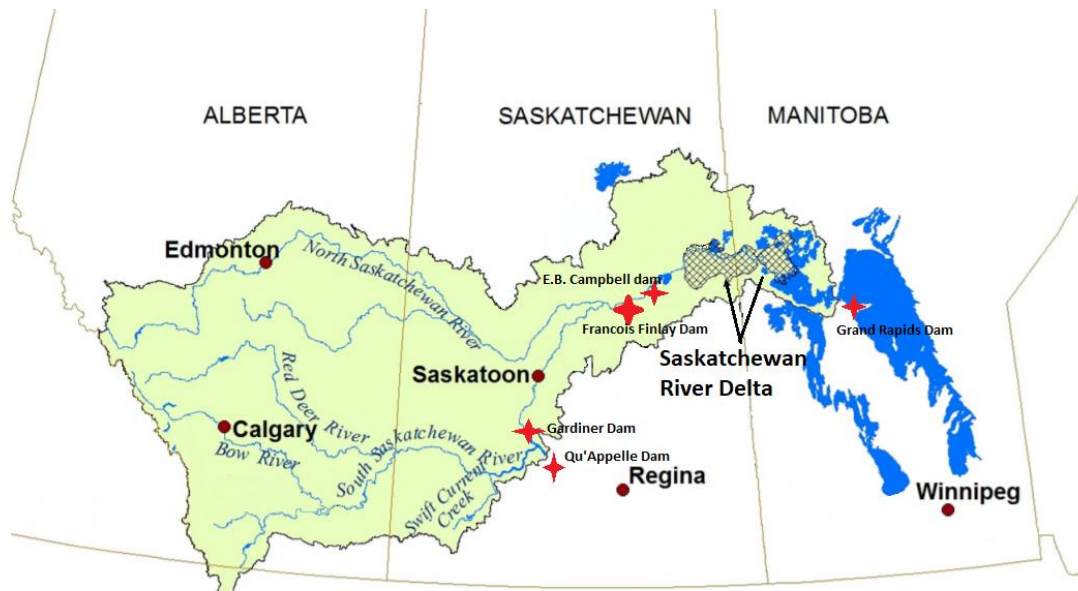 ALBERTA
SASKATCHEWAN
MANITOBA
Edmonton
North Saskatchewan River
E.B. Campbell dam
Francois Finlay Dam
Grand Rapids Dam
Saskatchewan
River Delta
Saskatoon
Red Deer River
Calgary
Bow River
South Saskatchewan River
Gardiner Dam
Qu'Appelle Dam
Swift Current
Creek
Regina
Winnipeg